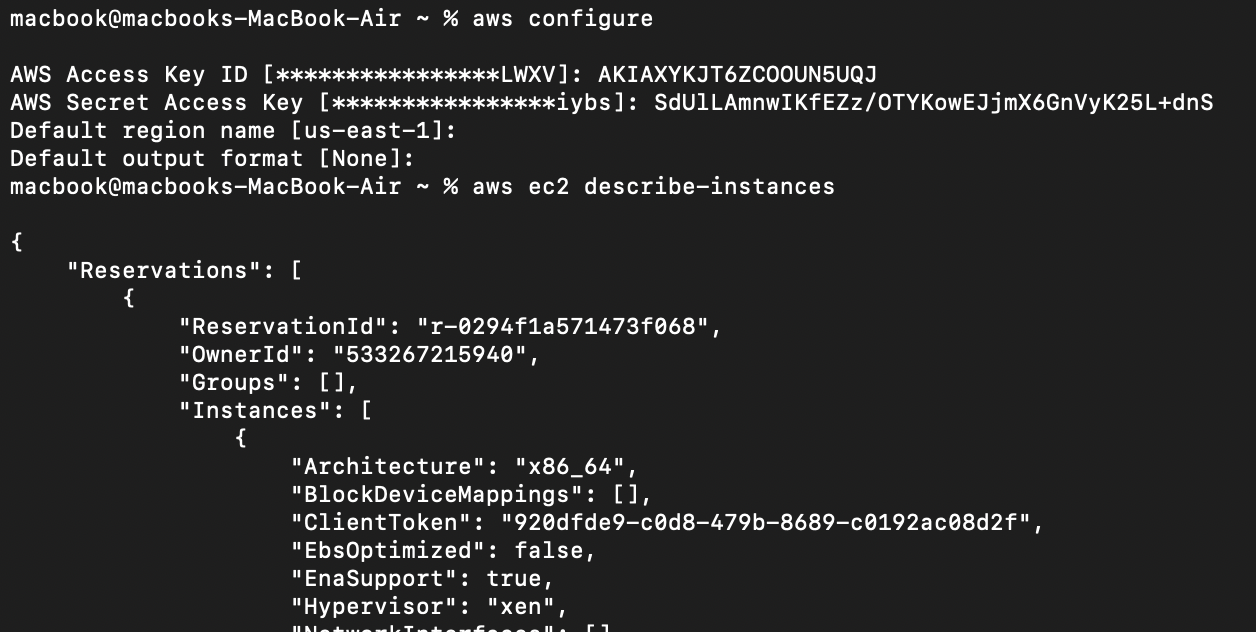 macbook@macbooks-MacBook-Air ~ % aws configure
AWS Access Key ID [****************LWXV]: AKIAXYKJT6ZCOOUN5UQJ
AWS Secret Access Key [****************iybs]: 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
Default region name [us-east-1]:
Default output format [None]:
macbook@macbooks-MacBook-Air ~ % aws ec2 describe-instances
{
    "Reservations": [
        {
            "ReservationId": "r-0294f1a571473f068",
            "OwnerId": "533267215940",
            "Groups": [],
            "Instances": [
                {
                    "Architecture": "x86_64",
                    "BlockDeviceMappings": [],
                    "ClientToken": "920dfde9-c0d8-479b-8689-c0192ac08d2f",
                    "EbsOptimized": false,
                    "EnaSupport": true,
                    "Hypervisor": "xen",
                    "NetworkInterfaces": []